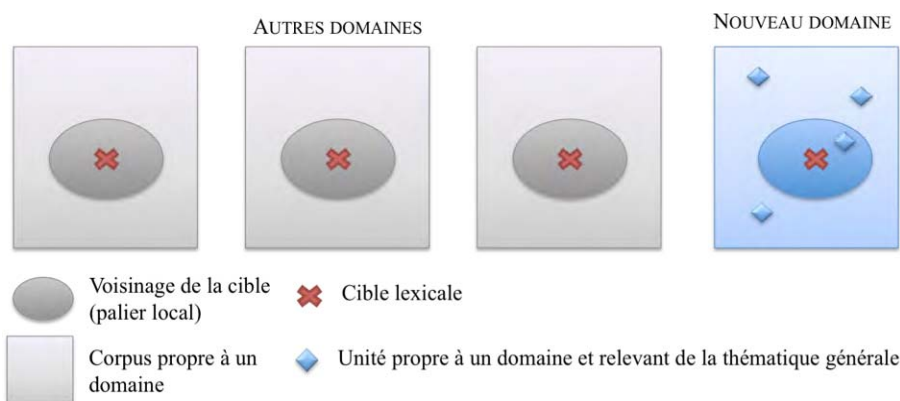 AUTRES DOMAINES
NOUVEAU DOMAINE
Voisinage de la cible
(palier local)
Cible lexicale
Corpus propre à un
domaine
Unité propre à un domaine et relevant de la thématique générale